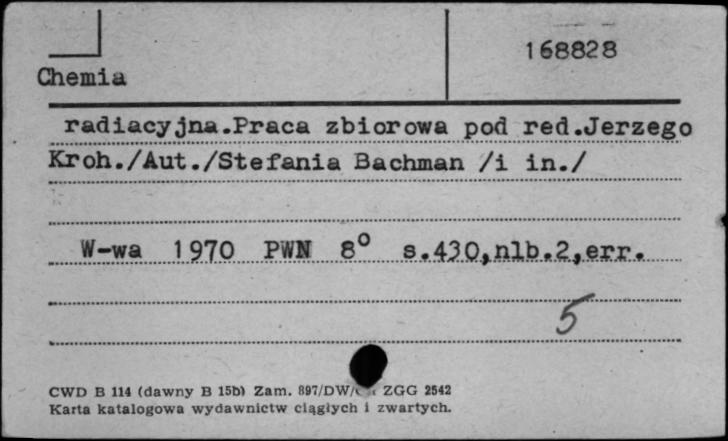 168828
Chemia
radiacyjna.Praca zbiorowa pod red.Jerzego
Kroh./Aut./Stefania Bachman /i in./
W-wa 1970 PWN 8° s.430,nlb.2,err.
5
CWD B 114 (dawny B 15b) Zam. 897/DW/ ZGG 2542
Karta katalogowa wydawnictw ciągłych i zwartych.